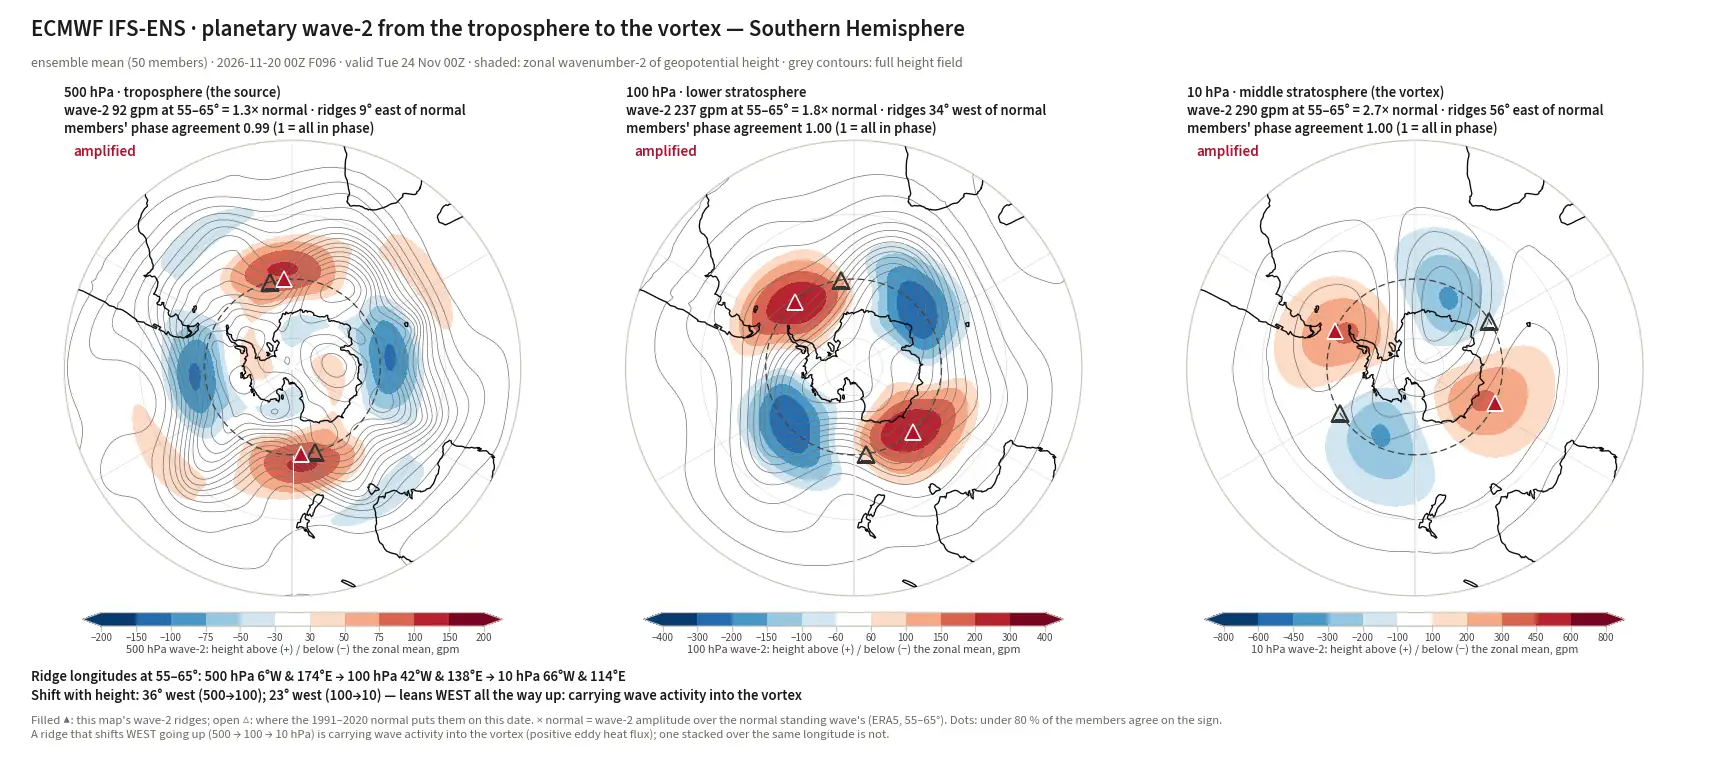 ECMWF IFS-ENS · planetary wave-2 from the troposphere to the vortex — Southern Hemisphere
ensemble mean (50 members) · 2026-11-20 00Z F096 · valid Tue 24 Nov 00Z · shaded: zonal wavenumber-2 of geopotential height · grey contours: full height field
500 hPa · troposphere (the source)
wave-2 92 gpm at 55–65° = 1.3× normal · ridges 9° east of normal
members' phase agreement 0.99 (1 = all in phase)
amplified
100 hPa · lower stratosphere
wave-2 237 gpm at 55–65° = 1.8× normal · ridges 34° west of normal
members' phase agreement 1.00 (1 = all in phase)
amplified
10 hPa · middle stratosphere (the vortex)
wave-2 290 gpm at 55–65° = 2.7× normal · ridges 56° east of normal
members' phase agreement 1.00 (1 = all in phase)
amplified
−200 −150 −100 −75 −50 −30 30 50 75 100 150 200
500 hPa wave-2: height above (+) / below (−) the zonal mean, gpm
−400 −300 −200 −150 −100 −60 60 100 150 200 300 400
100 hPa wave-2: height above (+) / below (−) the zonal mean, gpm
−800 −600 −450 −300 −200 −100 100 200 300 450 600 800
10 hPa wave-2: height above (+) / below (−) the zonal mean, gpm
Ridge longitudes at 55–65°: 500 hPa 6°W & 174°E → 100 hPa 42°W & 138°E → 10 hPa 66°W & 114°E
Shift with height: 36° west (500→100); 23° west (100→10) — leans WEST all the way up: carrying wave activity into the vortex
Filled ▲: this map's wave-2 ridges; open △: where the 1991–2020 normal puts them on this date. × normal = wave-2 amplitude over the normal standing wave's (ERA5, 55–65°). Dots: under 80 % of the members agree on the sign.
A ridge that shifts WEST going up (500 → 100 → 10 hPa) is carrying wave activity into the vortex (positive eddy heat flux); one stacked over the same longitude is not.